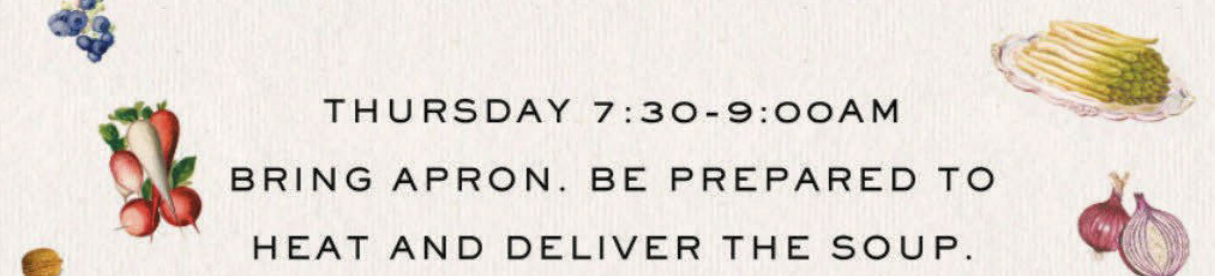 THURSDAY 7:30-9:00AM
BRING APRON. BE PREPARED TO
HEAT AND DELIVER THE SOUP.